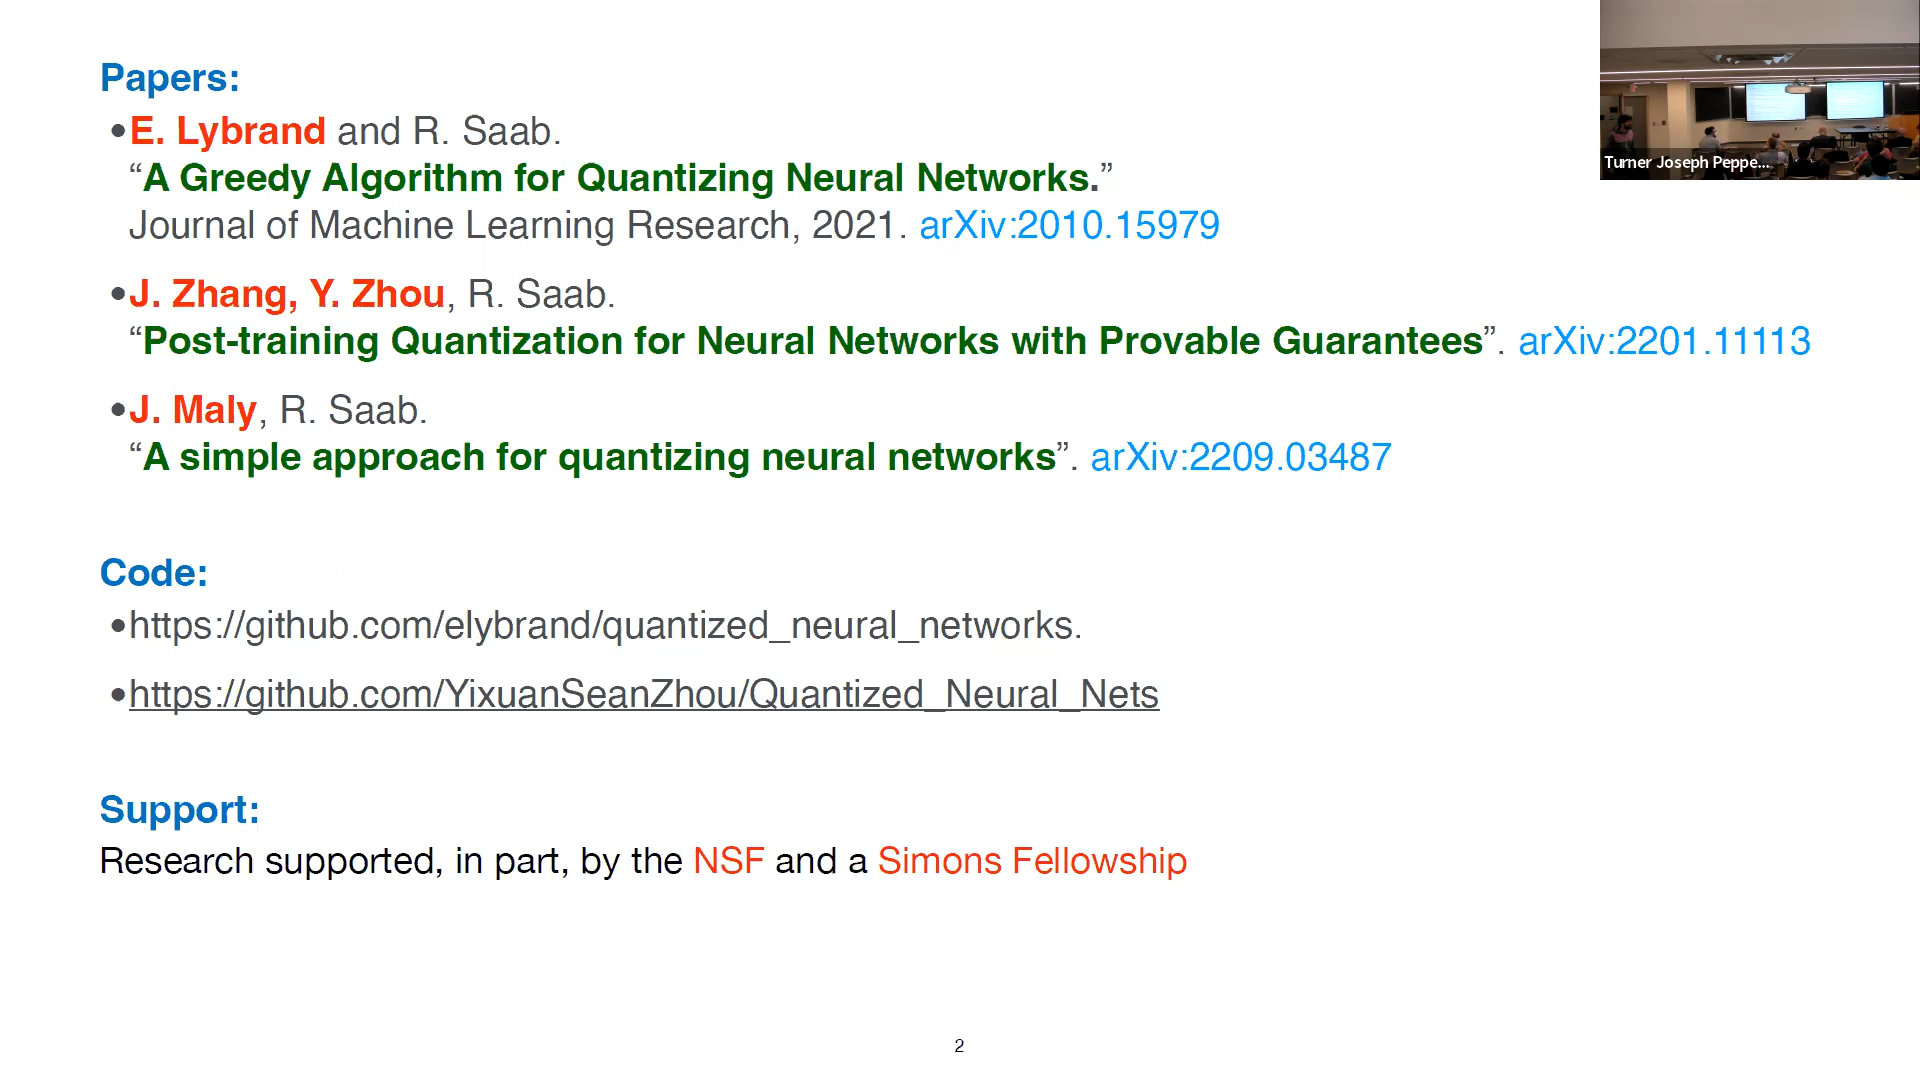 Papers:
•E. Lybrand and R. Saab.
“A Greedy Algorithm for Quantizing Neural Networks.”
Journal of Machine Learning Research, 2021. arXiv:2010.15979
•J. Zhang, Y. Zhou, R. Saab.
“Post-training Quantization for Neural Networks with Provable Guarantees”. arXiv:2201.11113
•J. Maly, R. Saab.
“A simple approach for quantizing neural networks”. arXiv:2209.03487
Code:
•https://github.com/elybrand/quantized_neural_networks.
•https://github.com/YixuanSeanZhou/Quantized_Neural_Nets
Support:
Research supported, in part, by the NSF and a Simons Fellowship
2
Turner Joseph Peppe...